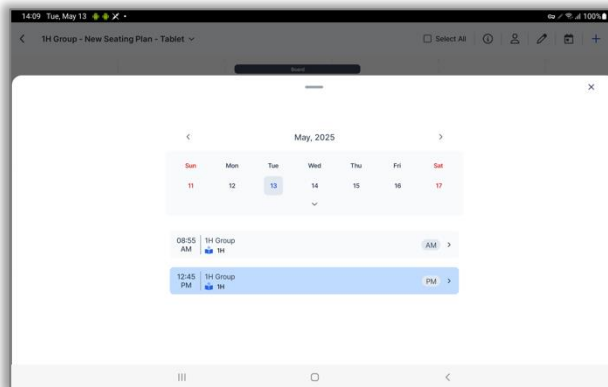 14:09 Tue, May 13 100%
1H Group - New Seating Plan - Tablet
Select All
Board
May, 2025
Sun Mon Tue Wed Thu Fri Sat
11 12 13 14 15 16 17
08:55 AM 1H Group
1H
AM
12:45 PM 1H Group
1H
PM